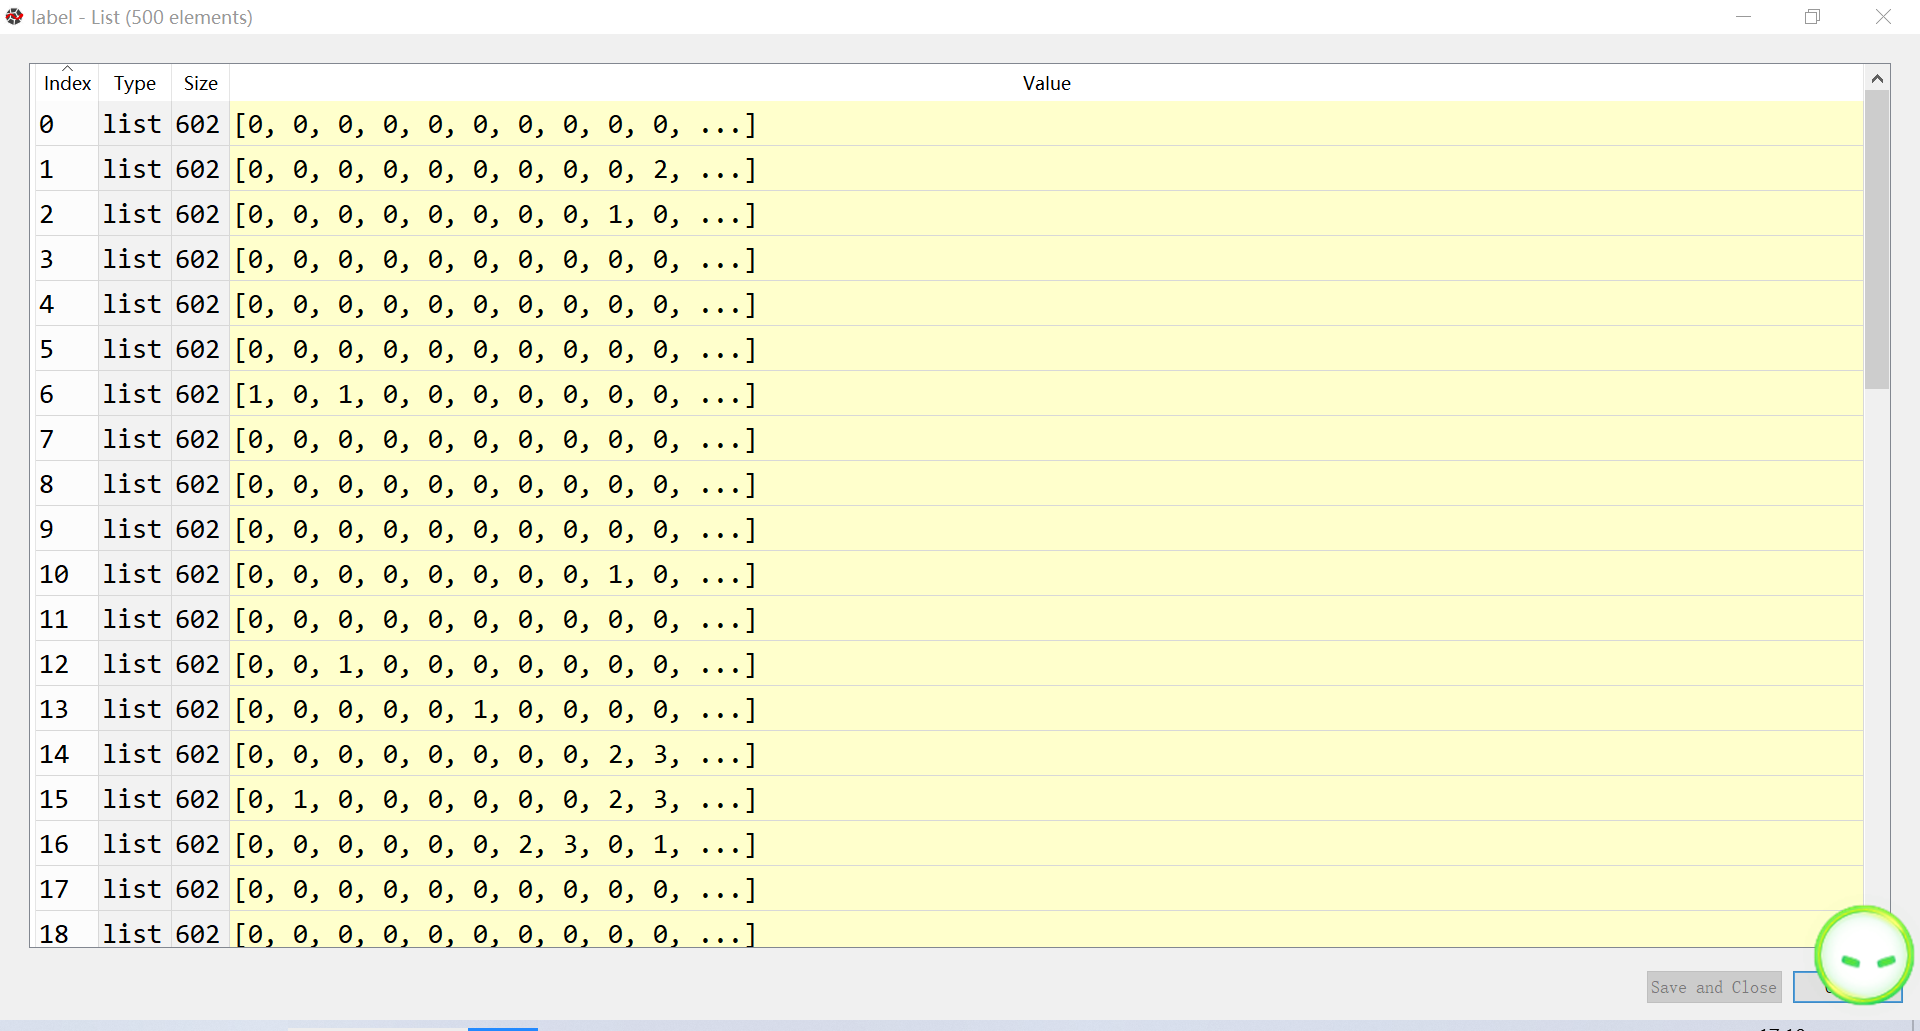 label - List (500 elements)
Index Type Size Value
0 list 602 [0, 0, 0, 0, 0, 0, 0, 0, 0, 0, ...]
1 list 602 [0, 0, 0, 0, 0, 0, 0, 0, 0, 2, ...]
2 list 602 [0, 0, 0, 0, 0, 0, 0, 0, 1, 0, ...]
3 list 602 [0, 0, 0, 0, 0, 0, 0, 0, 0, 0, ...]
4 list 602 [0, 0, 0, 0, 0, 0, 0, 0, 0, 0, ...]
5 list 602 [0, 0, 0, 0, 0, 0, 0, 0, 0, 0, ...]
6 list 602 [1, 0, 1, 0, 0, 0, 0, 0, 0, 0, ...]
7 list 602 [0, 0, 0, 0, 0, 0, 0, 0, 0, 0, ...]
8 list 602 [0, 0, 0, 0, 0, 0, 0, 0, 0, 0, ...]
9 list 602 [0, 0, 0, 0, 0, 0, 0, 0, 0, 0, ...]
10 list 602 [0, 0, 0, 0, 0, 0, 0, 0, 1, 0, ...]
11 list 602 [0, 0, 0, 0, 0, 0, 0, 0, 0, 0, ...]
12 list 602 [0, 0, 1, 0, 0, 0, 0, 0, 0, 0, ...]
13 list 602 [0, 0, 0, 0, 0, 1, 0, 0, 0, 0, ...]
14 list 602 [0, 0, 0, 0, 0, 0, 0, 0, 2, 3, ...]
15 list 602 [0, 1, 0, 0, 0, 0, 0, 0, 2, 3, ...]
16 list 602 [0, 0, 0, 0, 0, 0, 2, 3, 0, 1, ...]
17 list 602 [0, 0, 0, 0, 0, 0, 0, 0, 0, 0, ...]
18 list 602 [0, 0, 0, 0, 0, 0, 0, 0, 0, 0, ...]
Save and Close